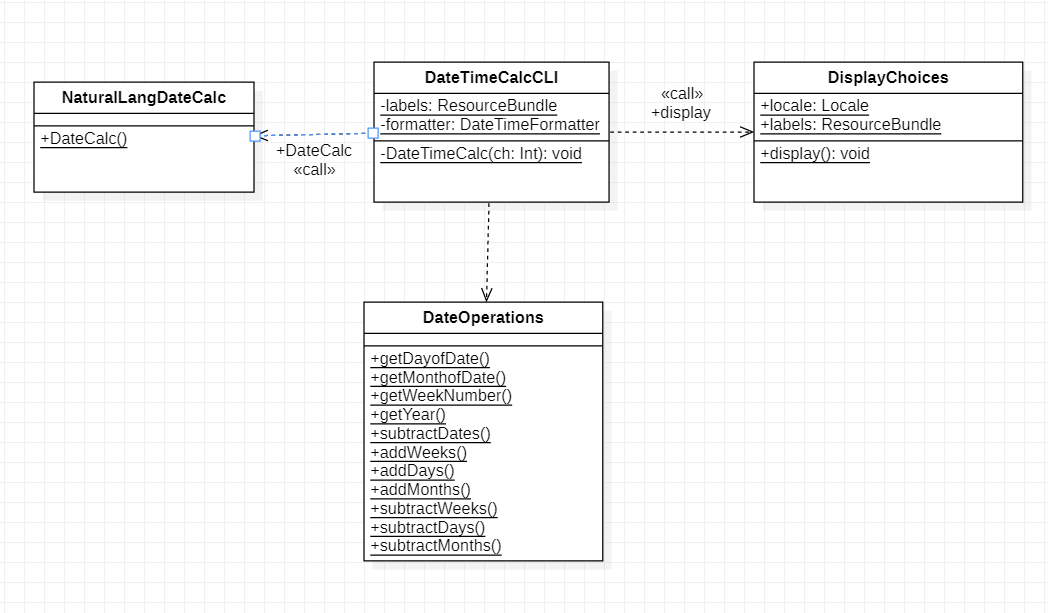 NaturalLangDateCalc
+DateCalc()
+DateCalc
«call»
DateTimeCalcCLI
-labels: ResourceBundle
-formatter: DateTimeFormatter
-DateTimeCalc(ch: Int): void
«call»
+display
DisplayChoices
+locale: Locale
+labels: ResourceBundle
+display(): void
DateOperations
+getDayofDate()
+getMonthofDate()
+getWeekNumber()
+getYear()
+subtractDates()
+addWeeks()
+addDays()
+addMonths()
+subtractWeeks()
+subtractDays()
+subtractMonths()